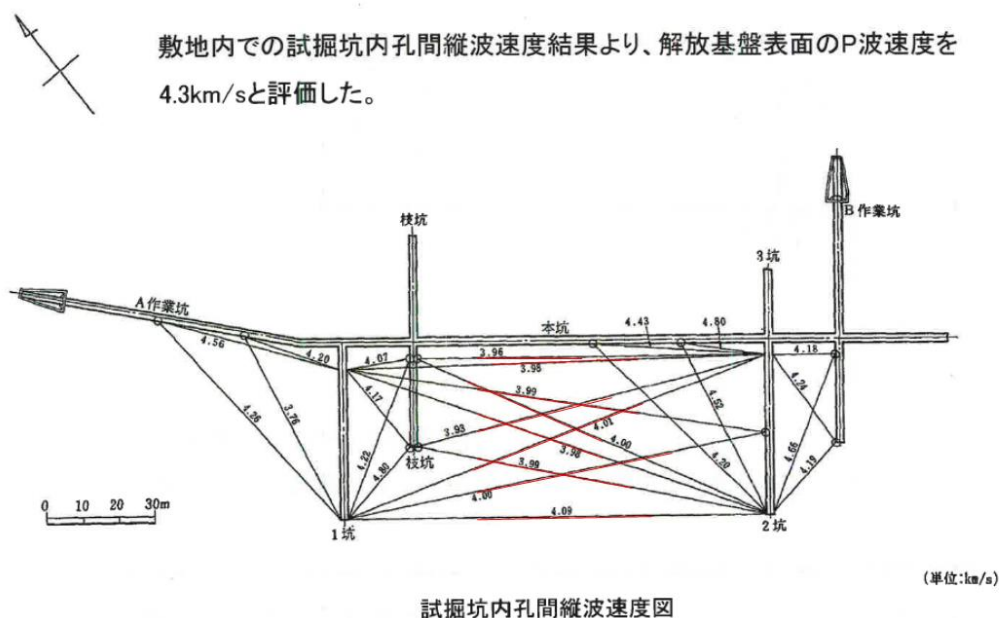 敷地内での試掘坑内孔間縦波速度結果より、解放基盤表面のP波速度を
4.3km/sと評価した。
枝坑
B作業坑
3坑
A作業坑
本坑
4.43
4.80
4.56
4.20
4.07
3.96
3.98
4.18
4.17
3.99
4.24
4.26
3.76
3.93
4.01
4.52
4.00
3.98
4.22
4.80
枝坑
3.99
4.20
4.66
4.19
4.00
4.09
0 10 20 30m
1坑
2坑
(単位:km/s)
試掘坑内孔間縦波速度図